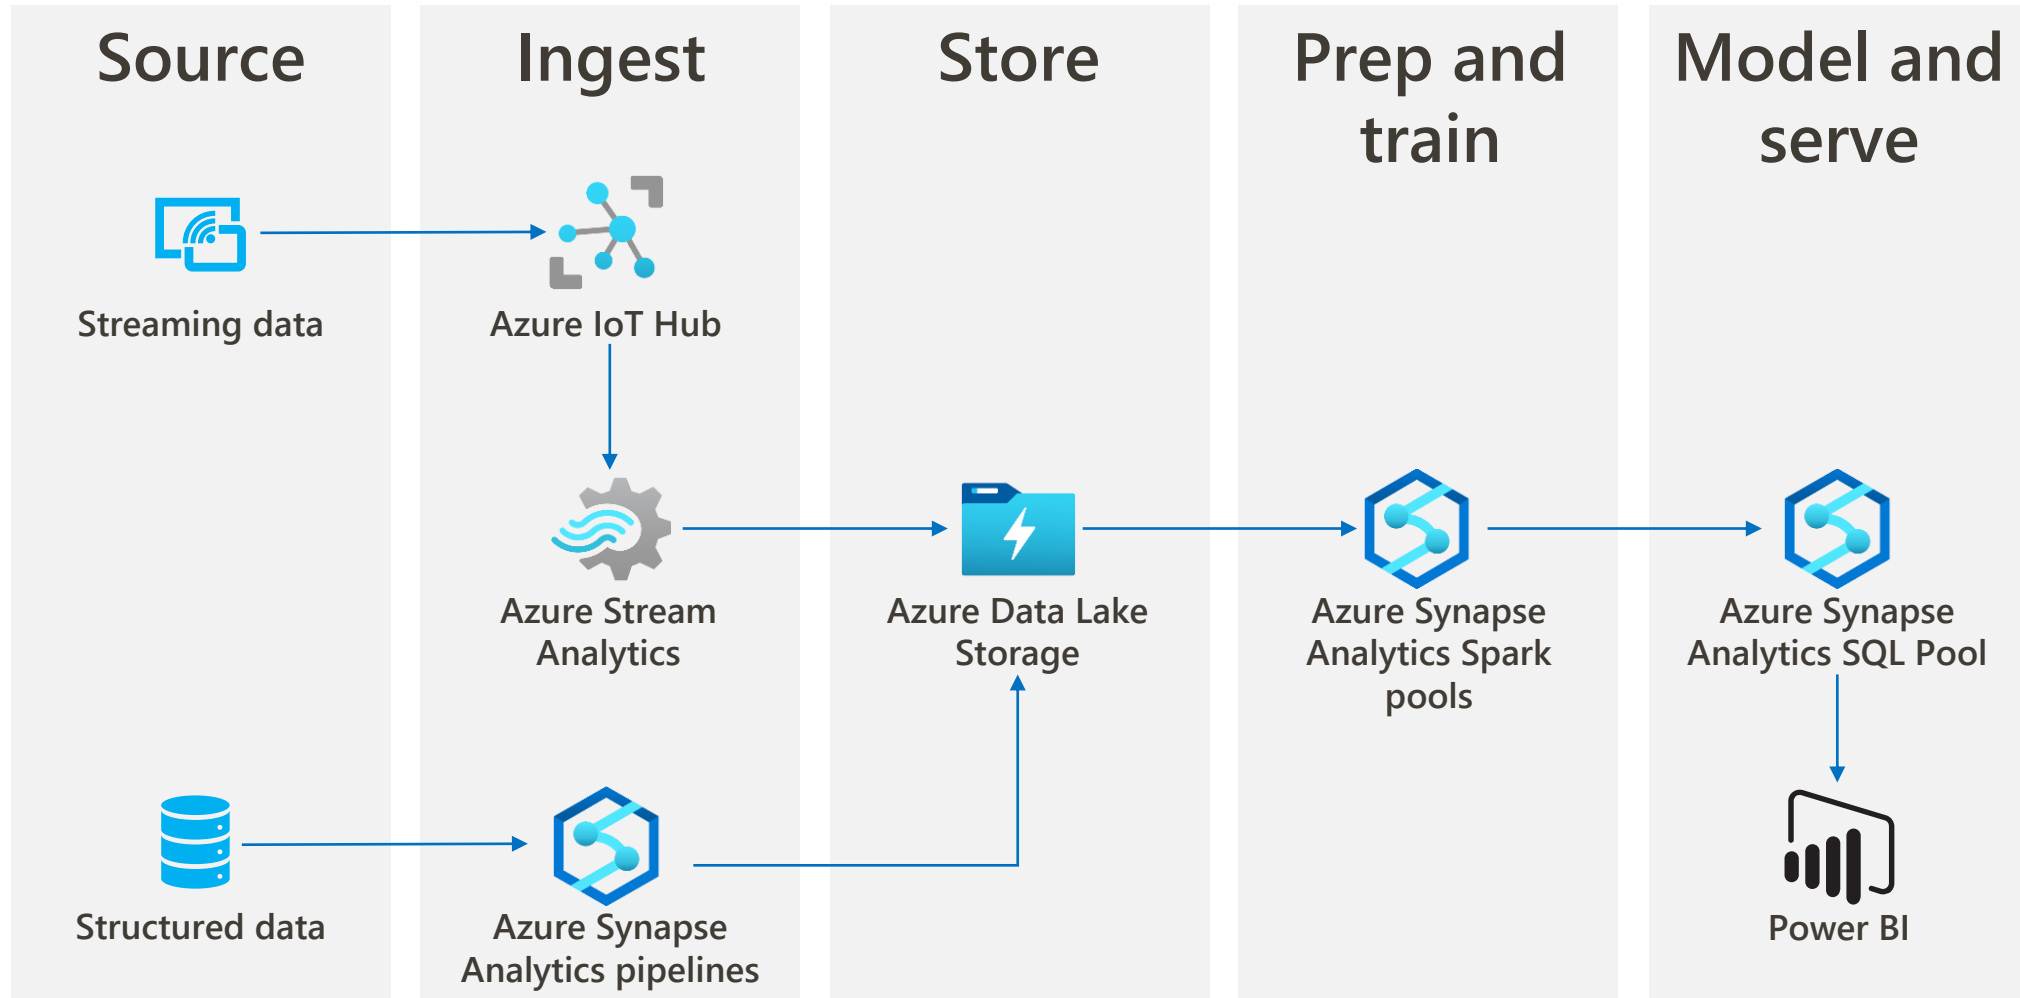 Source
Ingest
Store
Prep and
train
Model and
serve
Streaming data
Azure IoT Hub
Azure Stream
Analytics
Azure Data Lake
Storage
Azure Synapse
Analytics Spark
pools
Azure Synapse
Analytics SQL Pool
Structured data
Azure Synapse
Analytics pipelines
Power BI